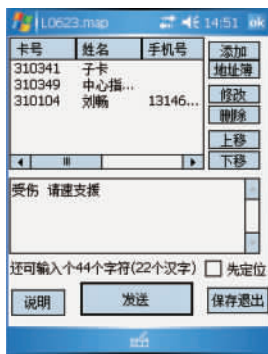 L0623.map 14:51 ok
卡号 姓名 手机号 添加
310341 子卡 地址簿
310349 中心指...
310104 刘畅 13146... 修改
删除
上移
下移
受伤 请速支援
还可输入个44个字符(22个汉字) 先定位
说明 发送 保存退出